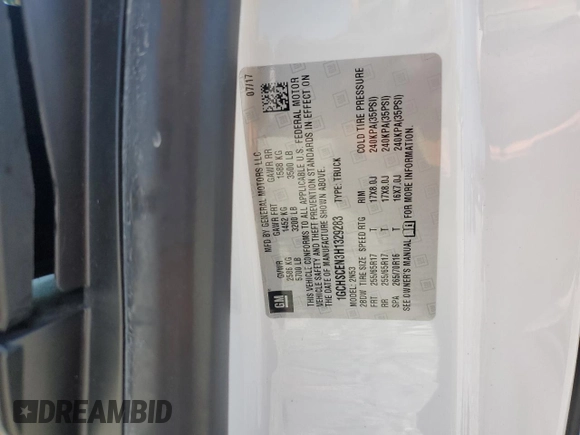 MFD BY GENERAL MOTORS LLC 07/17
GVWR GAWR FRT GAWR RR
2585 KG 1452 KG 1588 KG
5700 LB 3200 LB 3500 LB
THIS VEHICLE CONFORMS TO ALL APPLICABLE U.S. FEDERAL MOTOR
VEHICLE SAFETY AND THEFT PREVENTION STANDARDS IN EFFECT ON
THE DATE OF MANUFACTURE SHOWN ABOVE.
1GCHSCEN3H1329283 TYPE: TRUCK
MODEL: 2N53
2BUW TIRE SIZE SPEED RTG RIM COLD TIRE PRESSURE
FRT 255/65R17 T 17X8.0J 240KPA(35PSI)
RR 255/65R17 T 17X8.0J 240KPA(35PSI)
SPA 265/70R16 T 16X7.0J 240KPA(35PSI)
SEE OWNER'S MANUAL FOR MORE INFORMATION.
GM
DREAMBID